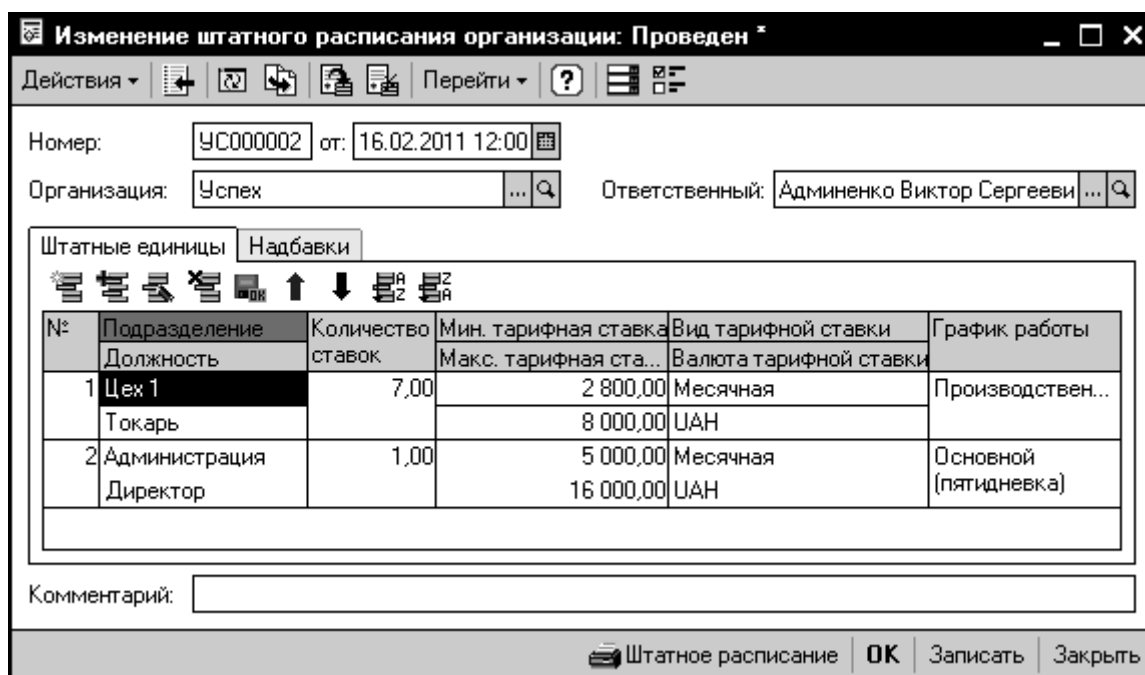 Изменение штатного расписания организации: Проведен *
Действия Перейти ?
Номер: УС000002 от: 16.02.2011 12:00
Организация: Успех ... Ответственный: Админенко Виктор Сергееви ...
Штатные единицы Надбавки
№ Подразделение Количество ставок Мин. тарифная ставка Вид тарифной ставки График работы
Должность Макс. тарифная ста... Валюта тарифной ставки
1 Цех 1 7,00 2 800,00 Месячная Производствен...
Токарь 8 000,00 UAH
2 Администрация 1,00 5 000,00 Месячная Основной
Директор 16 000,00 UAH (пятидневка)
Комментарий:
Штатное расписание OK Записать Закрыть